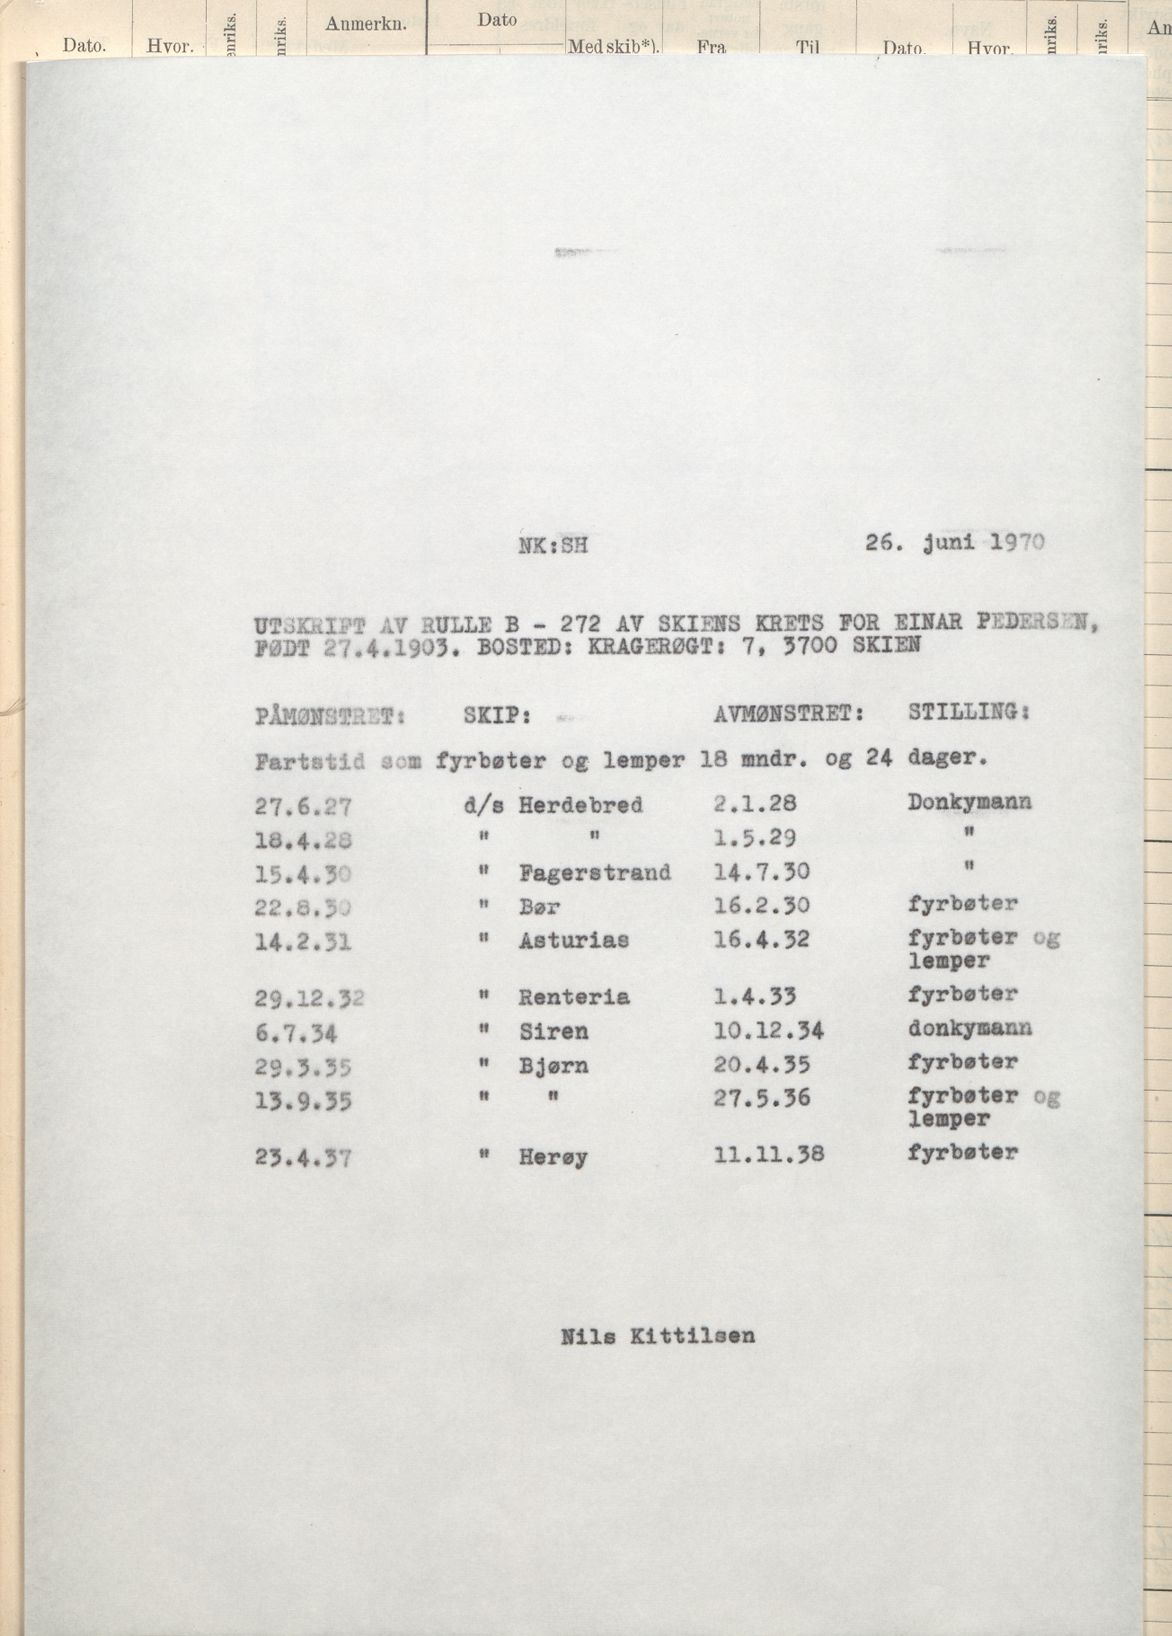 Dato. Hvor. Anmerkn. Dato Med skib*). Fra Til Dato. Hvor.
NK:SH 26. juni 1970
UTSKRIFT AV RULLE B - 272 AV SKIENS KRETS FOR EINAR PEDERSEN,
FØDT 27.4.1903. BOSTED: KRAGERØGT: 7, 3700 SKIEN
PÅMØNSTRET: SKIP: AVMØNSTRET: STILLING:
Fartstid som fyrbøter og lemper 18 mndr. og 24 dager.
27.6.27 d/s Herdebred 2.1.28 Donkymann
18.4.28 " " 1.5.29 "
15.4.30 " Fagerstrand 14.7.30 "
22.8.30 " Bør 16.2.30 fyrbøter
14.2.31 " Asturias 16.4.32 fyrbøter og
lemper
29.12.32 " Renteria 1.4.33 fyrbøter
6.7.34 " Siren 10.12.34 donkymann
29.3.35 " Bjørn 20.4.35 fyrbøter
13.9.35 " " 27.5.36 fyrbøter og
lemper
23.4.37 " Herøy 11.11.38 fyrbøter
Nils Kittilsen